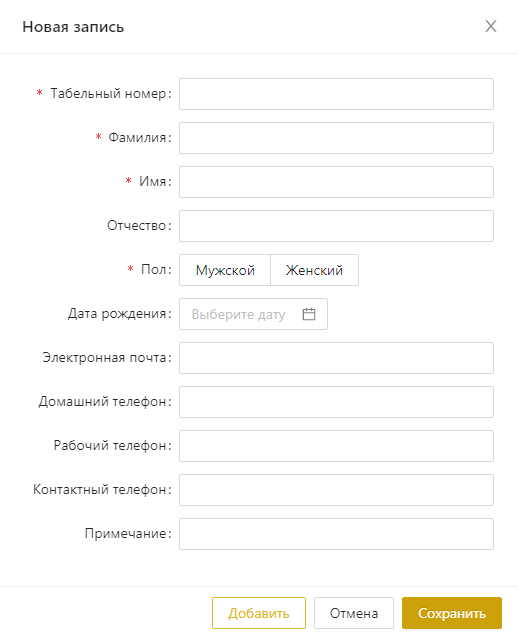 Новая запись
* Табельный номер:
* Фамилия:
* Имя:
Отчество:
* Пол: Мужской Женский
Дата рождения: Выберите дату
Электронная почта:
Домашний телефон:
Рабочий телефон:
Контактный телефон:
Примечание:
Добавить Отмена Сохранить